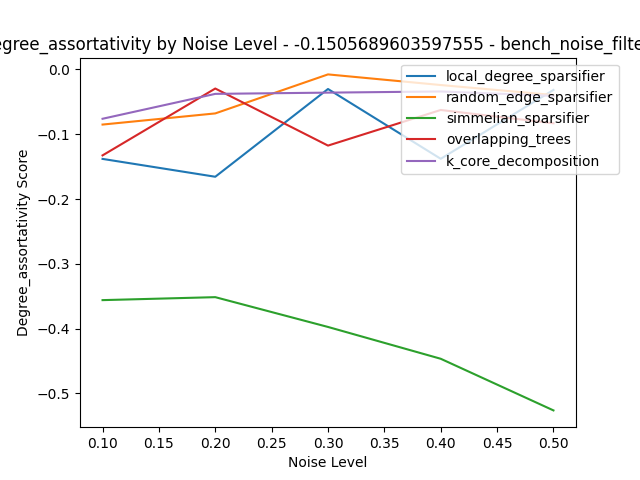 egree_assortativity by Noise Level - -0.1505689603597555 - bench_noise_filte
0.0
−0.1
−0.2
−0.3
−0.4
−0.5
Degree_assortativity Score
local_degree_sparsifier
random_edge_sparsifier
simmelian_sparsifier
overlapping_trees
k_core_decomposition
0.10 0.15 0.20 0.25 0.30 0.35 0.40 0.45 0.50
Noise Level